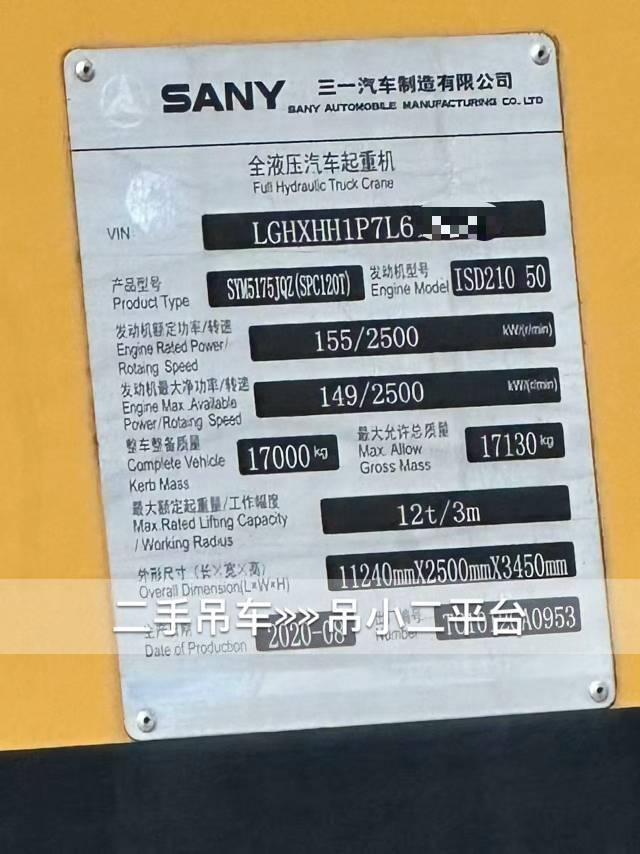 SANY 三一汽车制造有限公司
SANY AUTOMOBILE MANUFACTURING CO., LTD
全液压汽车起重机
Full Hydraulic Truck Crane
VIN LGHXHH1P7L6
产品型号 SYM5175JQZ(SPC120T) 发动机型号 ISD210 50
Product Type Engine Model
发动机额定功率/转速
Engine Rated Power/ 155/2500 kW/(r/min)
Rotaing Speed
发动机最大净功率/转速
Engine Max .Available 149/2500 kW/(r/min)
Power/Rotaing Speed
整车整备质量 17000kg 最大允许总质量 17130kg
Complete Vehicle Max. Allow
Kerb Mass Gross Mass
最大额定起重量/工作幅度
Max.Rated Lifting Capacity 12t/3m
/ Working Radius
外形尺寸（长×宽×高） 11240mmX2500mmX3450mm
Overall Dimension(L×W×H)
二手吊车»»吊小二平台
Date of Production 2020-08 Number A0953